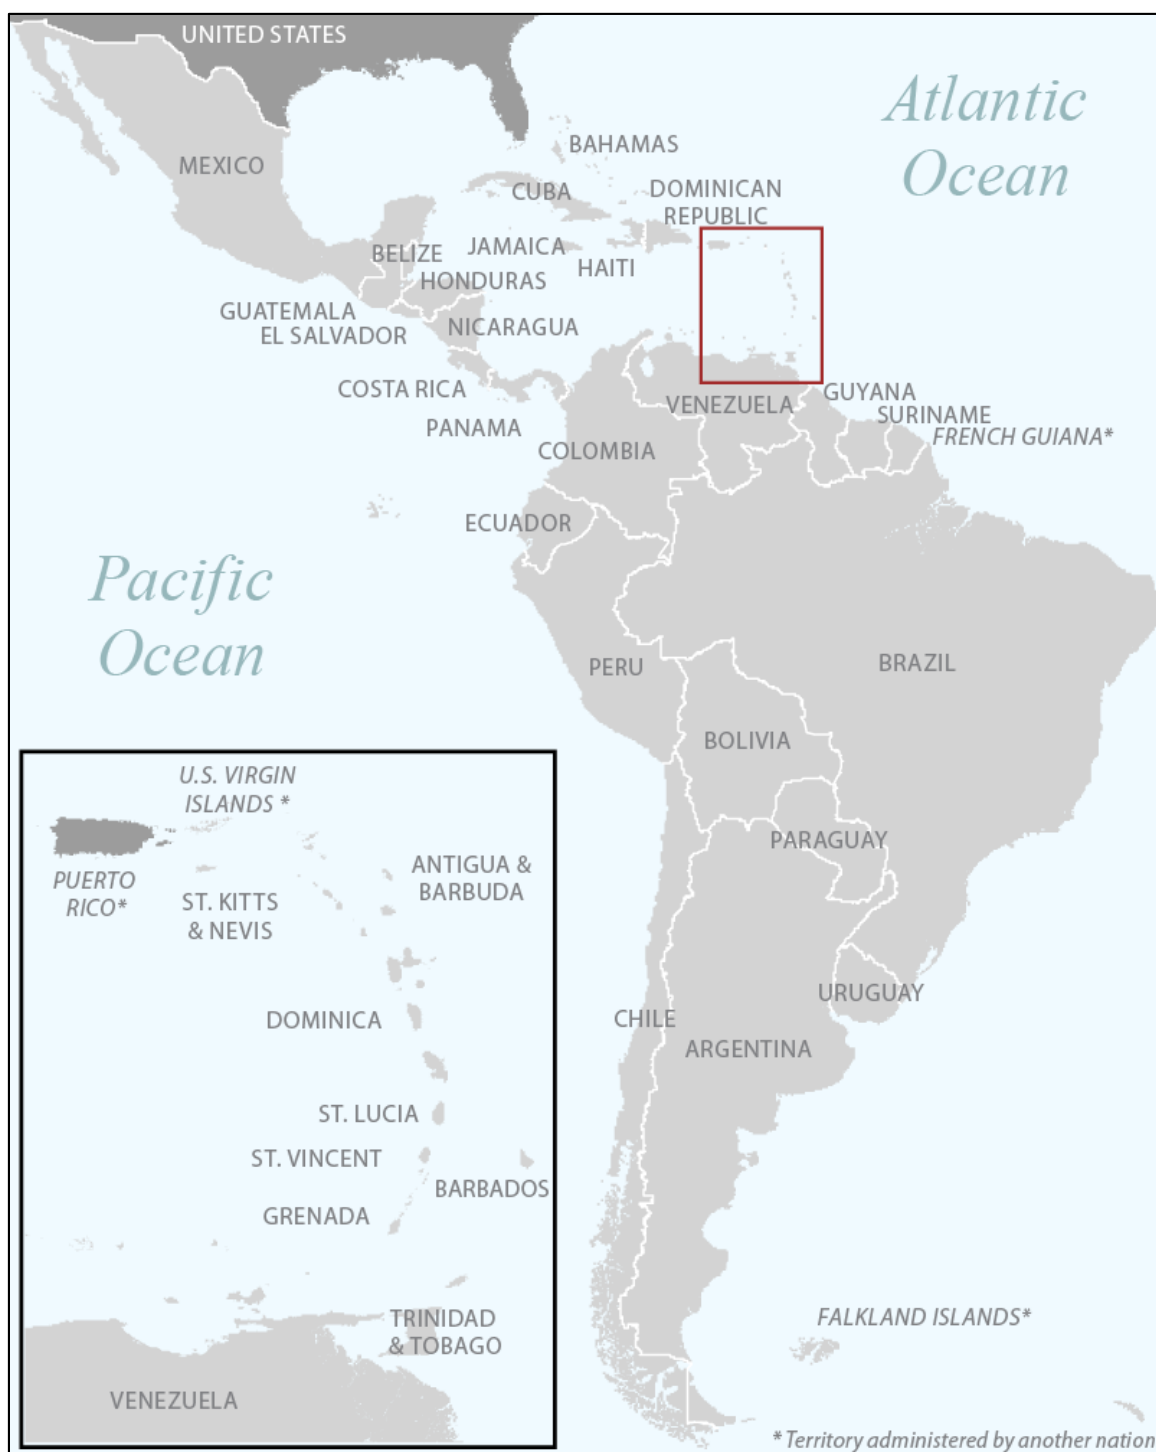 UNITED STATES
Atlantic
Ocean
MEXICO
BAHAMAS
CUBA
DOMINICAN
REPUBLIC
BELIZE
JAMAICA
HAITI
HONDURAS
GUATEMALA
EL SALVADOR
NICARAGUA
COSTA RICA
PANAMA
VENEZUELA
GUYANA
SURINAME
FRENCH GUIANA*
COLOMBIA
ECUADOR
Pacific
Ocean
PERU
BRAZIL
BOLIVIA
PARAGUAY
URUGUAY
CHILE
ARGENTINA
FALKLAND ISLANDS*
U.S. VIRGIN
ISLANDS *
PUERTO
RICO*
ST. KITTS
& NEVIS
ANTIGUA &
BARBUDA
DOMINICA
ST. LUCIA
ST. VINCENT
BARBADOS
GRENADA
TRINIDAD
& TOBAGO
VENEZUELA
* Territory administered by another nation